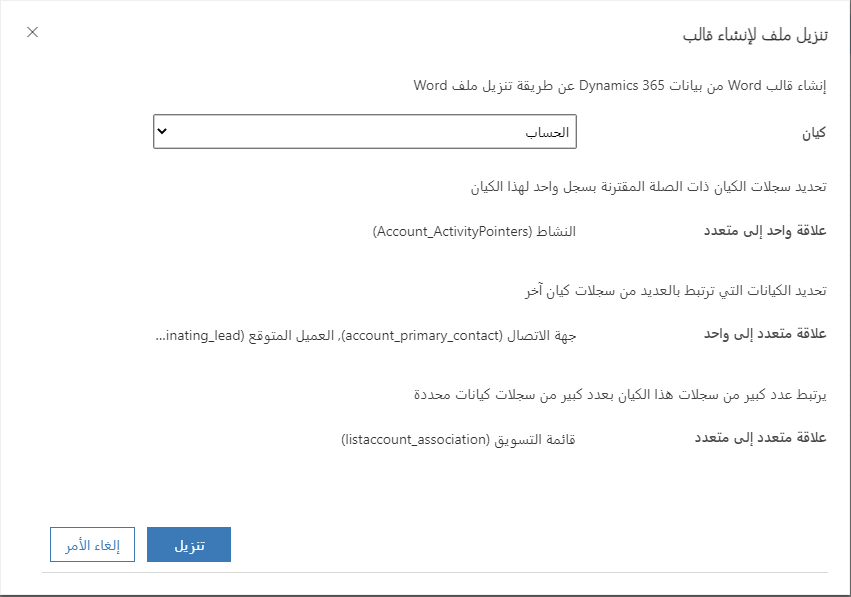 تنزيل ملف لإنشاء قالب
إنشاء قالب Word من بيانات Dynamics 365 عن طريقة تنزيل ملف Word
كيان
الحساب
تحديد سجلات الكيان ذات الصلة المقترنة بسجل واحد لهذا الكيان
علاقة واحد إلى متعدد
النشاط (Account_ActivityPointers)
تحديد الكيانات التي ترتبط بالعديد من سجلات كيان آخر
علاقة متعدد إلى واحد
جهة الاتصال (account_primary_contact), العميل المتوقع (inating_lead...
يرتبط عدد كبير من سجلات هذا الكيان بعدد كبير من سجلات كيانات محددة
علاقة متعدد إلى متعدد
قائمة التسويق (listaccount_association)
تنزيل
إلغاء الأمر